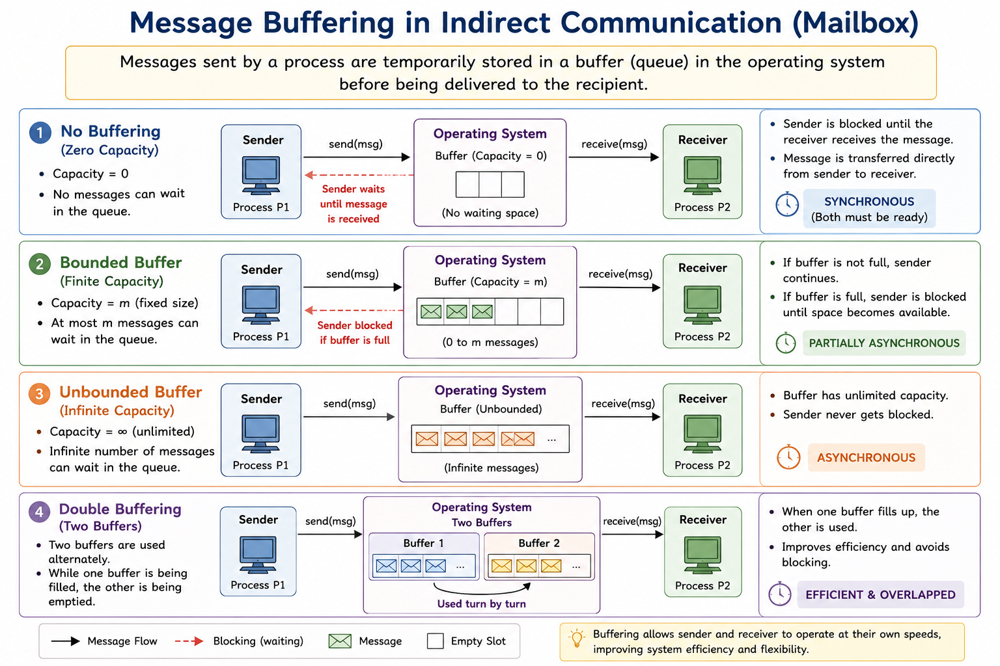 Message Buffering in Indirect Communication (Mailbox)
Messages sent by a process are temporarily stored in a buffer (queue) in the operating system
before being delivered to the recipient.
1 No Buffering
(Zero Capacity)
• Capacity = 0
• No messages can wait
in the queue.
Sender
Process P1
send(msg)
Sender waits
until message
is received
Operating System
Buffer (Capacity = 0)
(No waiting space)
receive(msg)
Receiver
Process P2
• Sender is blocked until the
receiver receives the message.
• Message is transferred directly
from sender to receiver.
SYNCHRONOUS
(Both must be ready)
2 Bounded Buffer
(Finite Capacity)
• Capacity = m (fixed size)
• At most m messages can
wait in the queue.
Sender
Process P1
send(msg)
Sender blocked
if buffer is full
Operating System
Buffer (Capacity = m)
(0 to m messages)
receive(msg)
Receiver
Process P2
• If buffer is not full, sender
continues.
• If buffer is full, sender is blocked
until space becomes available.
PARTIALLY ASYNCHRONOUS
3 Unbounded Buffer
(Infinite Capacity)
• Capacity = ∞ (unlimited)
• Infinite number of messages
can wait in the queue.
Sender
Process P1
send(msg)
Operating System
Buffer (Unbounded)
...
(Infinite messages)
receive(msg)
Receiver
Process P2
• Buffer has unlimited capacity.
• Sender never gets blocked.
ASYNCHRONOUS
4 Double Buffering
(Two Buffers)
• Two buffers are used
alternately.
• While one buffer is being
filled, the other is being
emptied.
Sender
Process P1
send(msg)
Operating System
Two Buffers
Buffer 1
...
Buffer 2
...
Used turn by turn
receive(msg)
Receiver
Process P2
• When one buffer fills up, the
other is used.
• Improves efficiency and avoids
blocking.
EFFICIENT & OVERLAPPED
Message Flow
Blocking (waiting)
Message
Empty Slot
Buffering allows sender and receiver to operate at their own speeds,
improving system efficiency and flexibility.